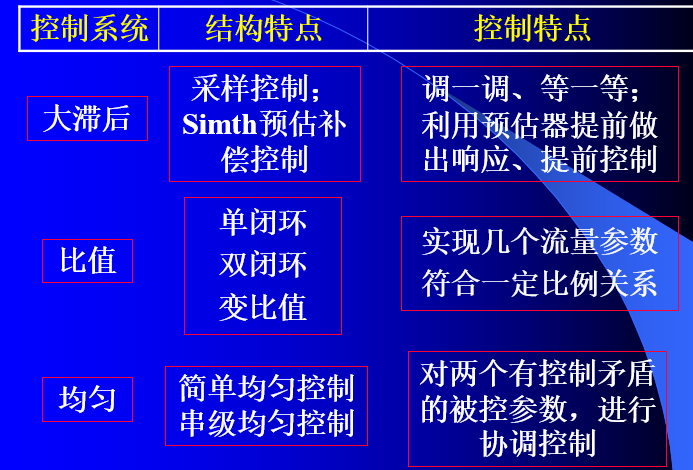 控制系统
结构特点
控制特点
大滞后
采样控制；
Simth预估补
偿控制
调一调、等一等；
利用预估器提前做
出响应、提前控制
比值
单闭环
双闭环
变比值
实现几个流量参数
符合一定比例关系
均匀
简单均匀控制
串级均匀控制
对两个有控制矛盾
的被控参数，进行
协调控制